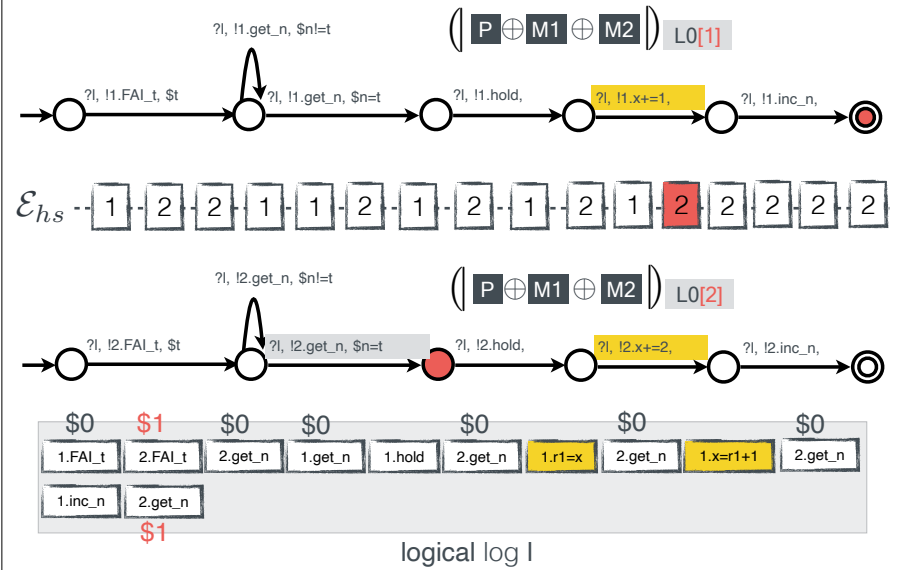 ?l, !1.get_n, $n!=t
( P ⊕ M1 ⊕ M2 ) L0[1]
?l, !1.FAI_t, $t
?l, !1.get_n, $n=t
?l, !1.hold,
?l, !1.x+=1,
?l, !1.inc_n,
ℰhs 1 2 2 1 1 2 1 2 1 2 1 2 2 2 2 2
?l, !2.get_n, $n!=t
( P ⊕ M1 ⊕ M2 ) L0[2]
?l, !2.FAI_t, $t
?l, !2.get_n, $n=t
?l, !2.hold,
?l, !2.x+=2,
?l, !2.inc_n,
$0 $1 $0 $0 $0 $0 $0
1.FAI_t 2.FAI_t 2.get_n 1.get_n 1.hold 2.get_n 1.r1=x 2.get_n 1.x=r1+1 2.get_n
1.inc_n 2.get_n
$1
logical log l